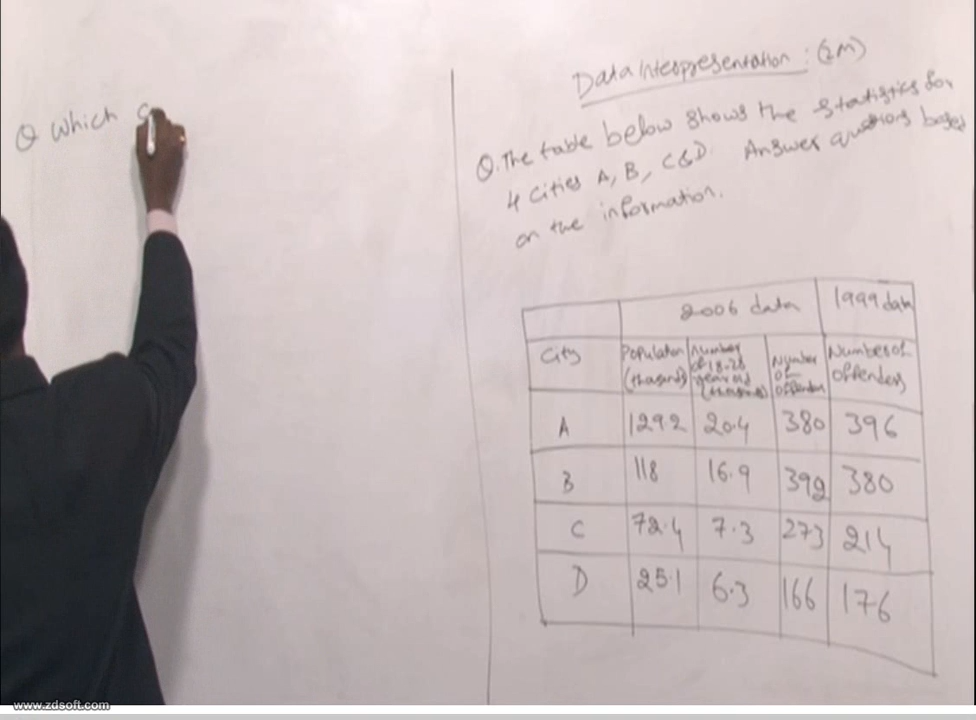 Q Which
Data Interpresentation : (2M)
Q. The table below shows the statistics for
4 cities A, B, C & D. Answer questions based
on the information.
2006 data 1999 data
City Population (thousands) Number of 18-28 year old (thousands) Number of offenders Number of offenders
A 129.2 20.4 380 396
B 118 16.9 392 380
C 72.4 7.3 273 214
D 25.1 6.3 166 176
www.zdsoft.com